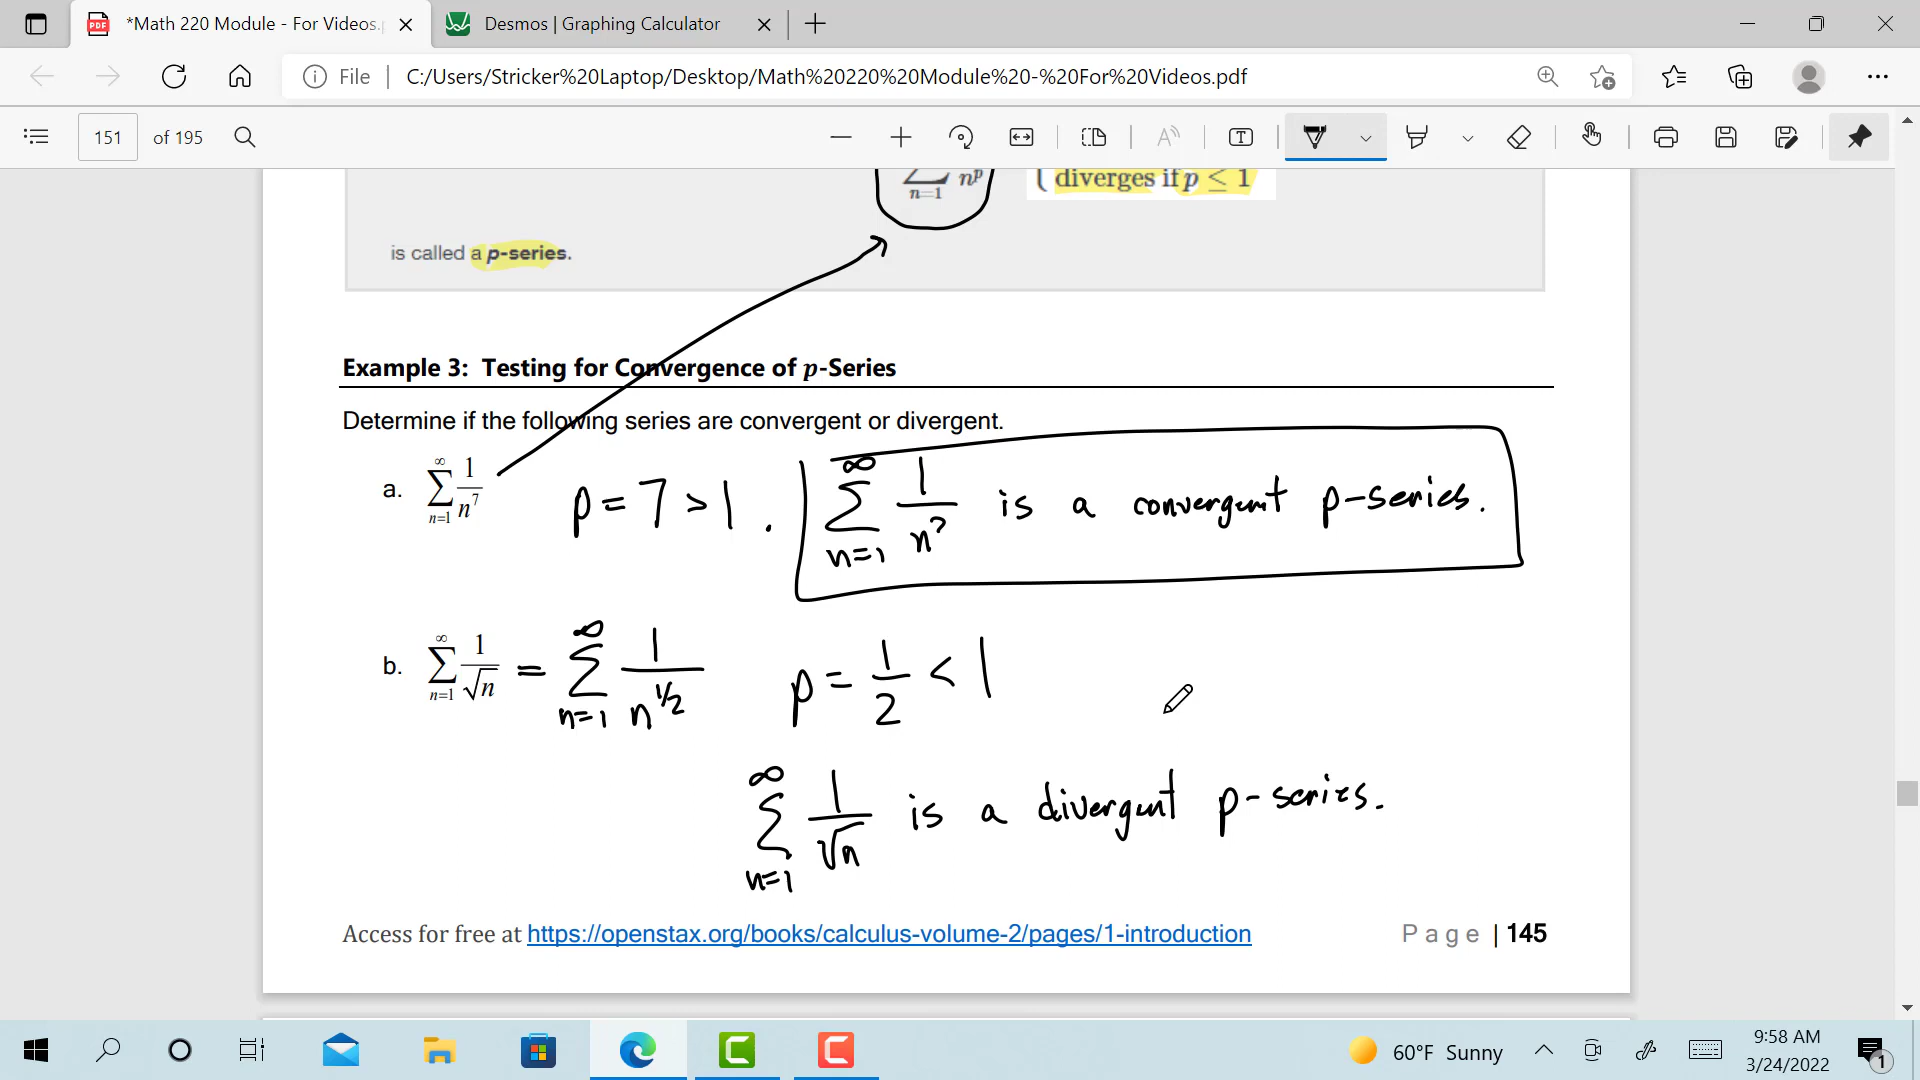 *Math 220 Module - For Videos.p
Desmos | Graphing Calculator
File | C:/Users/Stricker%20Laptop/Desktop/Math%20220%20Module%20-%20For%20Videos.pdf
151 of 195
∑ n=1 n^p { diverges if p ≤ 1
is called a p-series.
Example 3: Testing for Convergence of p-Series
Determine if the following series are convergent or divergent.
a. ∑ n=1 ∞ 1/n^7 p = 7 > 1 . ∑ n=1 ∞ 1/n^7 is a convergent p-series.
b. ∑ n=1 ∞ 1/√n = ∑ n=1 ∞ 1/n^1/2 p = 1/2 < 1
∑ n=1 ∞ 1/√n is a divergent p-series.
Access for free at https://openstax.org/books/calculus-volume-2/pages/1-introduction Page | 145
60°F Sunny
9:58 AM
3/24/2022
1